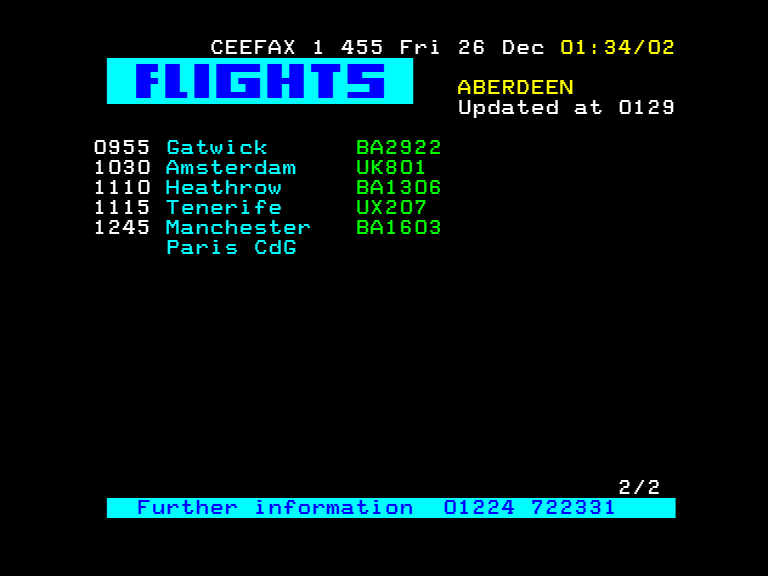 CEEFAX 1 455 Fri 26 Dec 01:34/02
FLIGHTS
ABERDEEN
Updated at 0129
0955 Gatwick BA2922
1030 Amsterdam UK801
1110 Heathrow BA1306
1115 Tenerife UX207
1245 Manchester BA1603
Paris CdG
2/2
Further information 01224 722331